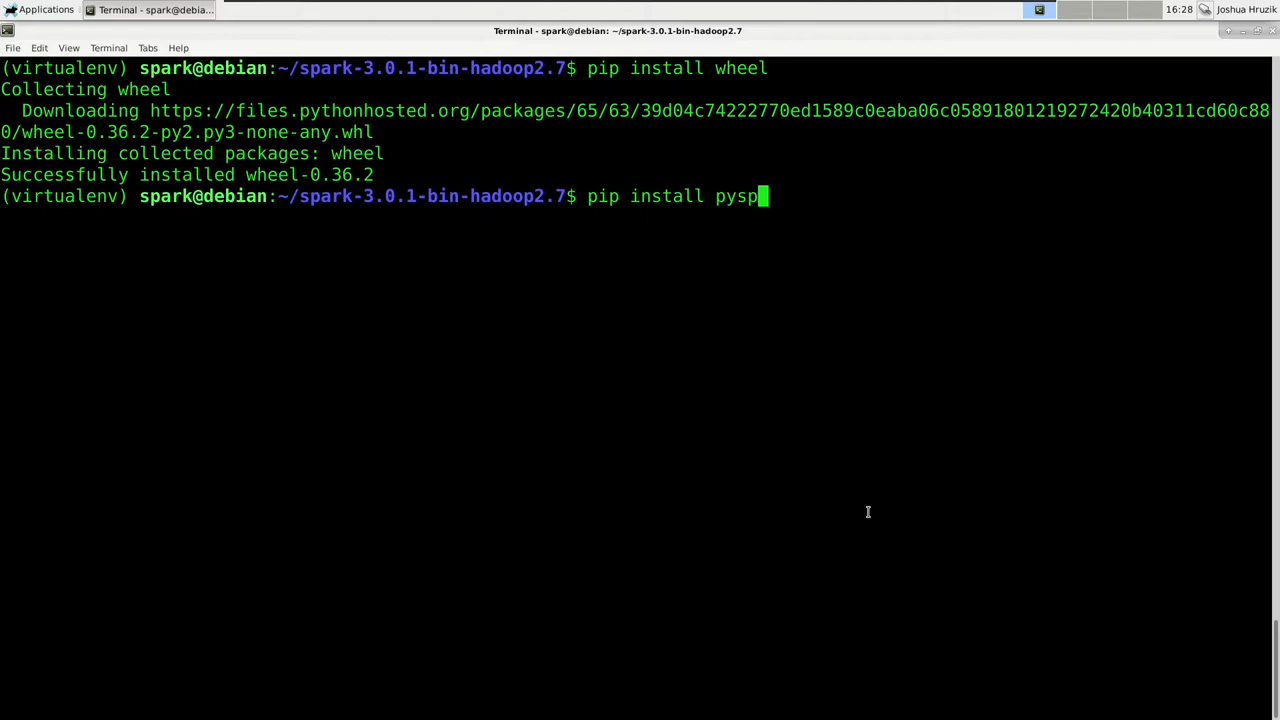 Applications
Terminal - spark@debia...
16:28
Joshua Hruzik
Terminal - spark@debian: ~/spark-3.0.1-bin-hadoop2.7
File Edit View Terminal Tabs Help
(virtualenv) spark@debian:~/spark-3.0.1-bin-hadoop2.7$ pip install wheel
Collecting wheel
  Downloading https://files.pythonhosted.org/packages/65/63/39d04c74222770ed1589c0eaba06c05891801219272420b40311cd60c88
0/wheel-0.36.2-py2.py3-none-any.whl
Installing collected packages: wheel
Successfully installed wheel-0.36.2
(virtualenv) spark@debian:~/spark-3.0.1-bin-hadoop2.7$ pip install pysp